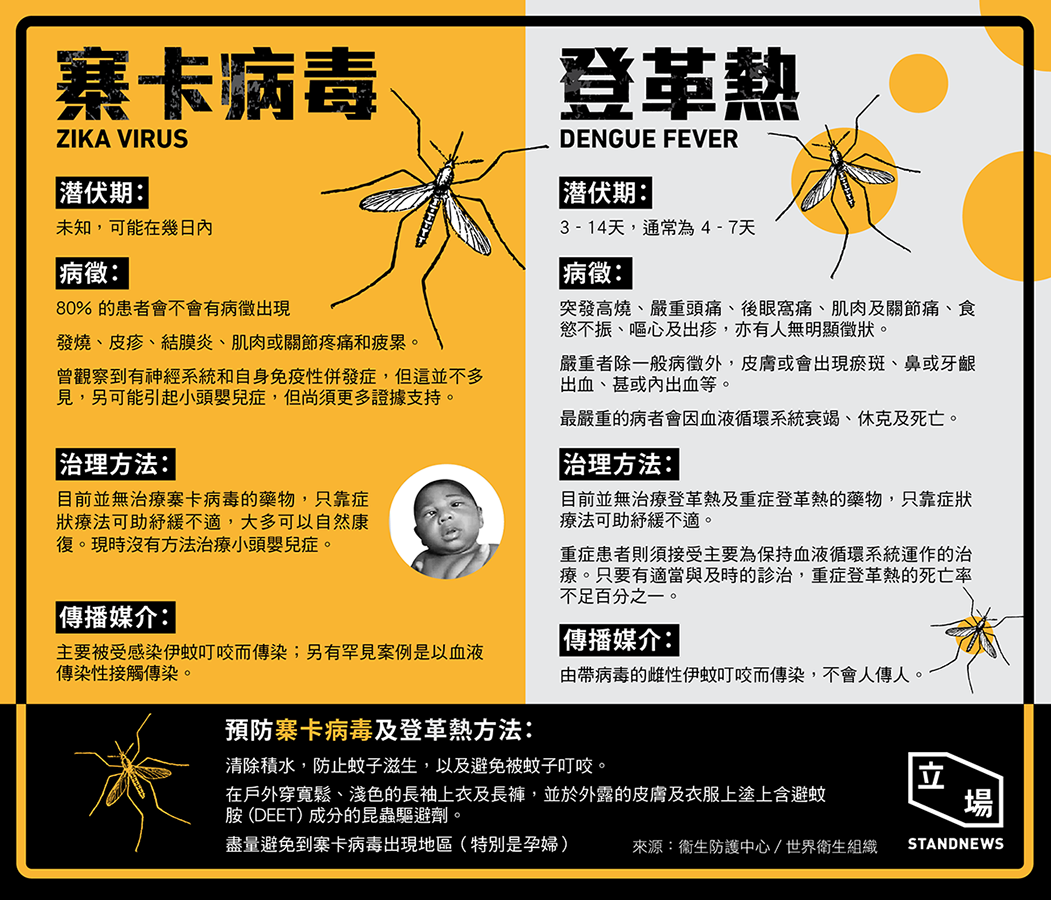 寨卡病毒
ZIKA VIRUS
潛伏期：
未知，可能在幾日內
病徵：
80% 的患者會不會有病徵出現
發燒、皮疹、結膜炎、肌肉或關節疼痛和疲累。
曾觀察到有神經系統和自身免疫性併發症，但這並不多
見，另可能引起小頭嬰兒症，但尚須更多證據支持。
治理方法：
目前並無治療寨卡病毒的藥物，只靠症
狀療法可助紓緩不適，大多可以自然康
復。現時沒有方法治療小頭嬰兒症。
傳播媒介：
主要被受感染伊蚊叮咬而傳染；另有罕見案例是以血液
傳染性接觸傳染。
登革熱
DENGUE FEVER
潛伏期：
3 - 14天，通常為 4 - 7天
病徵：
突發高燒、嚴重頭痛、後眼窩痛、肌肉及關節痛、食
慾不振、嘔心及出疹，亦有人無明顯徵狀。
嚴重者除一般病徵外，皮膚或會出現瘀斑、鼻或牙齦
出血、甚或內出血等。
最嚴重的病者會因血液循環系統衰竭、休克及死亡。
治理方法：
目前並無治療登革熱及重症登革熱的藥物，只靠症狀
療法可助紓緩不適。
重症患者則須接受主要為保持血液循環系統運作的治
療。只要有適當與及時的診治，重症登革熱的死亡率
不足百分之一。
傳播媒介：
由帶病毒的雌性伊蚊叮咬而傳染，不會人傳人。
預防寨卡病毒及登革熱方法：
清除積水，防止蚊子滋生，以及避免被蚊子叮咬。
在戶外穿寬鬆、淺色的長袖上衣及長褲，並於外露的皮膚及衣服上塗上含避蚊
胺 (DEET) 成分的昆蟲驅避劑。
盡量避免到寨卡病毒出現地區（特別是孕婦）
來源：衞生防護中心 / 世界衛生組織
立場
STANDNEWS